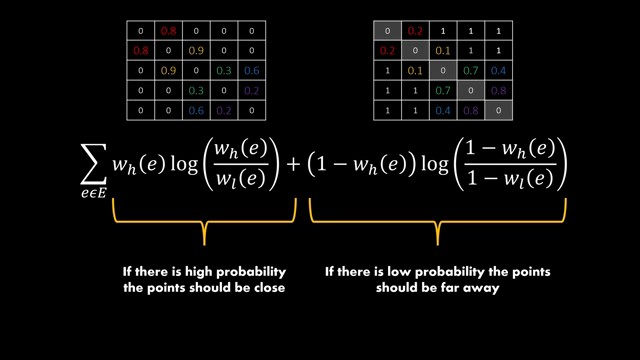 0 0.8 0 0 0
0.8 0 0.9 0 0
0 0.9 0 0.3 0.6
0 0 0.3 0 0.2
0 0 0.6 0.2 0
0 0.2 1 1 1
0.2 0 0.1 1 1
1 0.1 0 0.7 0.4
1 1 0.7 0 0.8
1 1 0.4 0.8 0
∑_{eϵE} w_h(e) log(w_h(e)/w_l(e)) + (1 − w_h(e)) log((1 − w_h(e))/(1 − w_l(e)))
If there is high probability
the points should be close
If there is low probability the points
should be far away